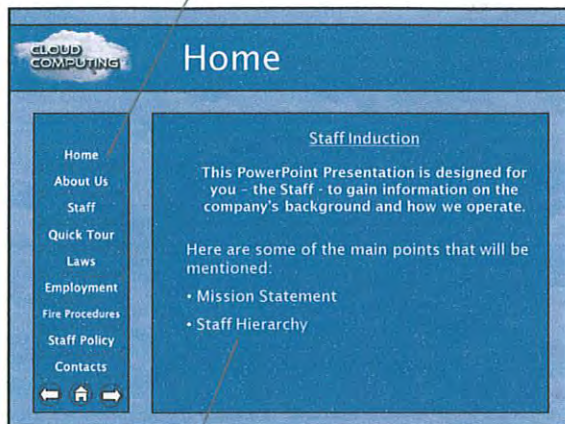 CLOUD
COMPUTING
Home
Home
About Us
Staff
Quick Tour
Laws
Employment
Fire Procedures
Staff Policy
Contacts
Staff Induction
This PowerPoint Presentation is designed for
you – the Staff - to gain information on the
company's background and how we operate.
Here are some of the main points that will be
mentioned:
• Mission Statement
• Staff Hierarchy